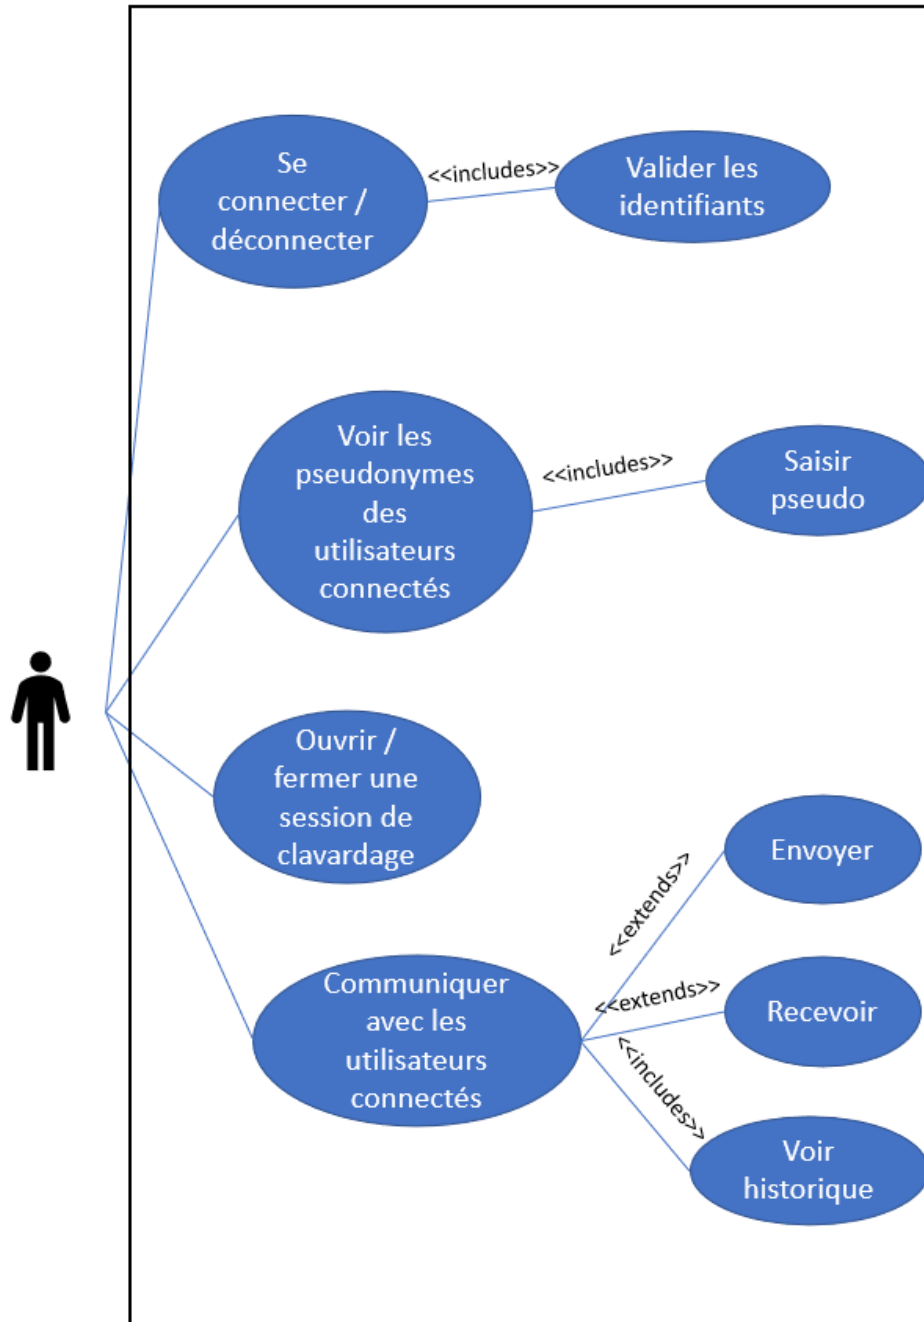 Se
connecter /
déconnecter
<<includes>>
Valider les
identifiants
Voir les
pseudonymes
des
utilisateurs
connectés
<<includes>>
Saisir
pseudo
Ouvrir /
fermer une
session de
clavardage
Communiquer
avec les
utilisateurs
connectés
<<extends>>
Envoyer
<<extends>>
Recevoir
<<includes>>
Voir
historique